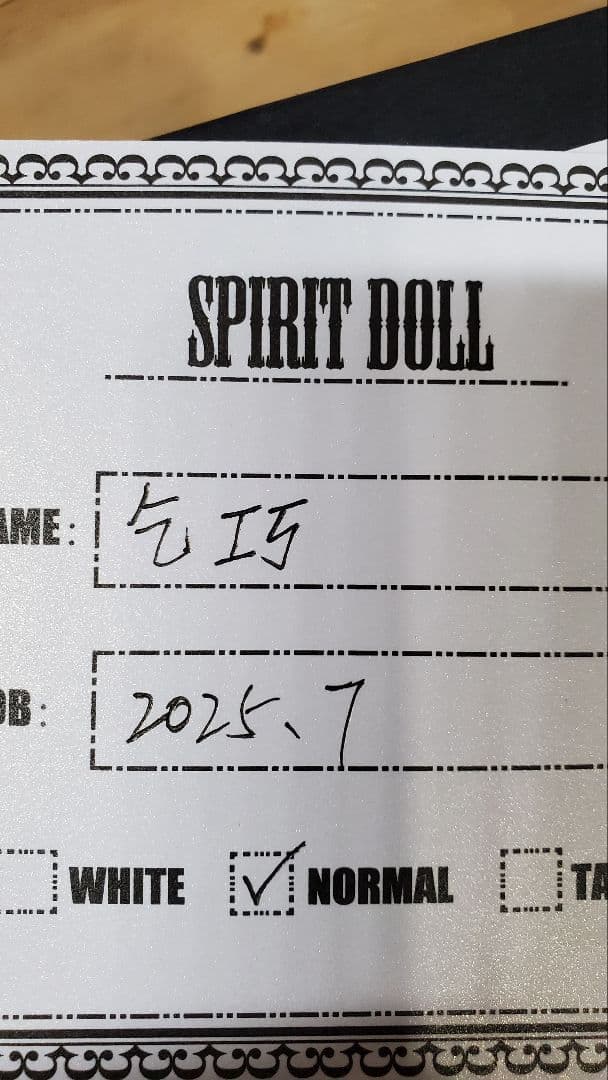 SPIRIT DOLL
AME: 乞巧
OB: 2025、7
WHITE ✓ NORMAL TA